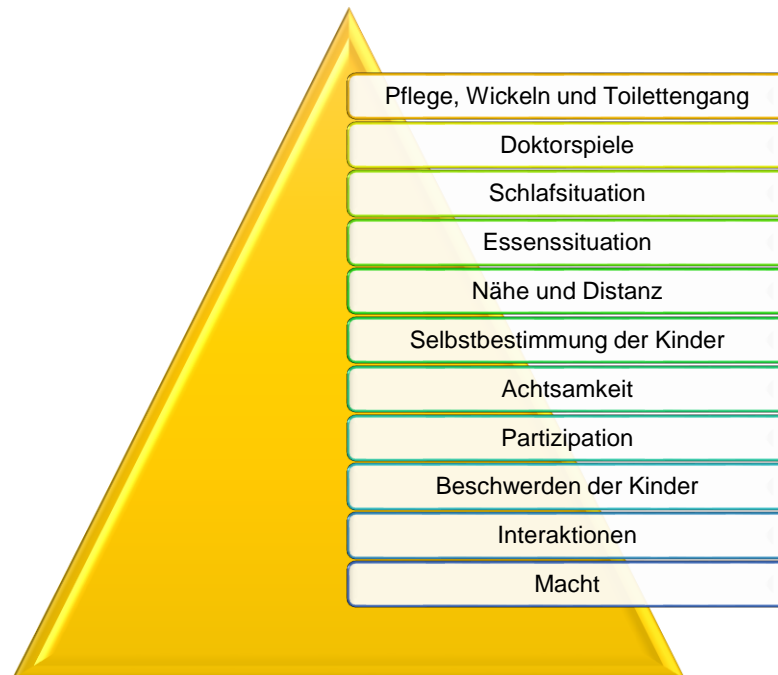 Pflege, Wickeln und Toilettengang
Doktorspiele
Schlafsituation
Essenssituation
Nähe und Distanz
Selbstbestimmung der Kinder
Achtsamkeit
Partizipation
Beschwerden der Kinder
Interaktionen
Macht